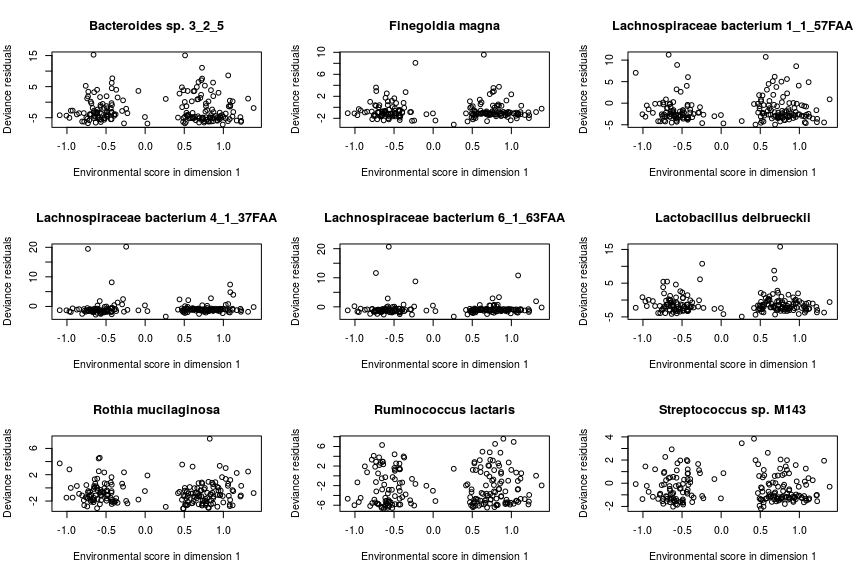 Bacteroides sp. 3_2_5
Finegoldia magna
Lachnospiraceae bacterium 1_1_57FAA
Deviance residuals
-5 5 15
-1.0 -0.5 0.0 0.5 1.0
Environmental score in dimension 1
Deviance residuals
-2 2 6 10
-1.0 -0.5 0.0 0.5 1.0
Environmental score in dimension 1
Deviance residuals
-5 0 5 10
-1.0 -0.5 0.0 0.5 1.0
Environmental score in dimension 1
Lachnospiraceae bacterium 4_1_37FAA
Lachnospiraceae bacterium 6_1_63FAA
Lactobacillus delbrueckii
Deviance residuals
0 10 20
-1.0 -0.5 0.0 0.5 1.0
Environmental score in dimension 1
Deviance residuals
0 10 20
-1.0 -0.5 0.0 0.5 1.0
Environmental score in dimension 1
Deviance residuals
-5 5 15
-1.0 -0.5 0.0 0.5 1.0
Environmental score in dimension 1
Rothia mucilaginosa
Ruminococcus lactaris
Streptococcus sp. M143
Deviance residuals
-2 2 6
-1.0 -0.5 0.0 0.5 1.0
Environmental score in dimension 1
Deviance residuals
-6 -2 2 6
-1.0 -0.5 0.0 0.5 1.0
Environmental score in dimension 1
Deviance residuals
-2 0 2 4
-1.0 -0.5 0.0 0.5 1.0
Environmental score in dimension 1